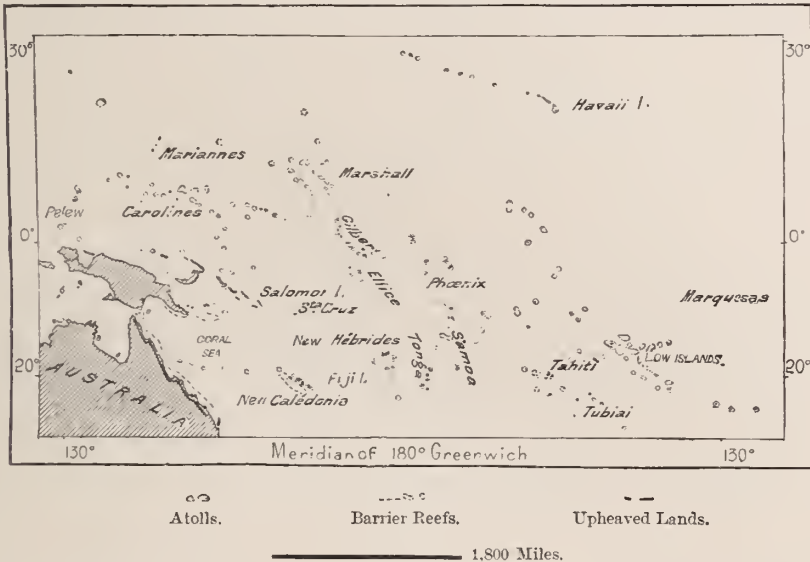 30° 30°
Havaii I.
Mariannes
Marshall
Pelew
Carolines
Gilbert
0° 0°
Ellice
Phœnix
Salomon I.
Marquesas
Sta Cruz
CORAL SEA
New Hébrides
Tonga
Samoa
LOW ISLANDS.
Tahiti
20° 20°
AUSTRALIA
Fiji I.
New Calédonia
Tubiai
130° Meridian of 180° Greenwich 130°
Atolls. Barrier Reefs. Upheaved Lands.
1,800 Miles.